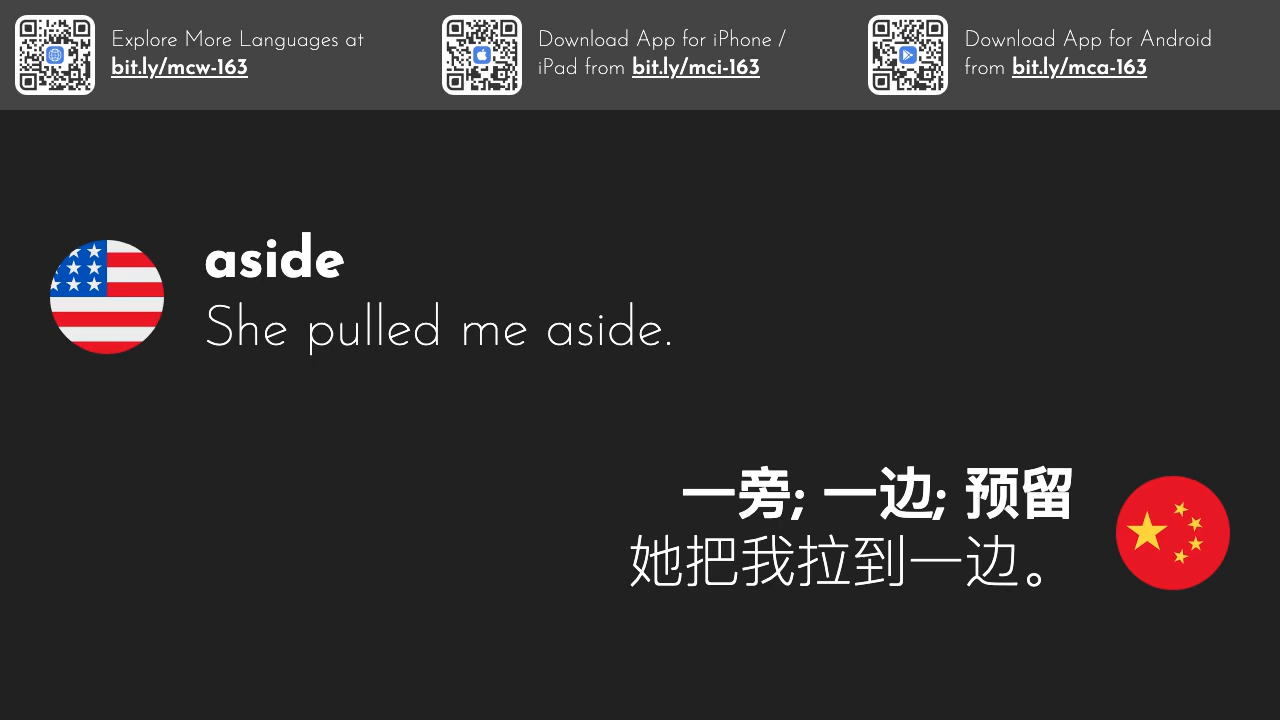 Explore More Languages at
bit.ly/mcw-163
Download App for iPhone /
iPad from bit.ly/mci-163
Download App for Android
from bit.ly/mca-163
aside
She pulled me aside.
一旁; 一边; 预留
她把我拉到一边。